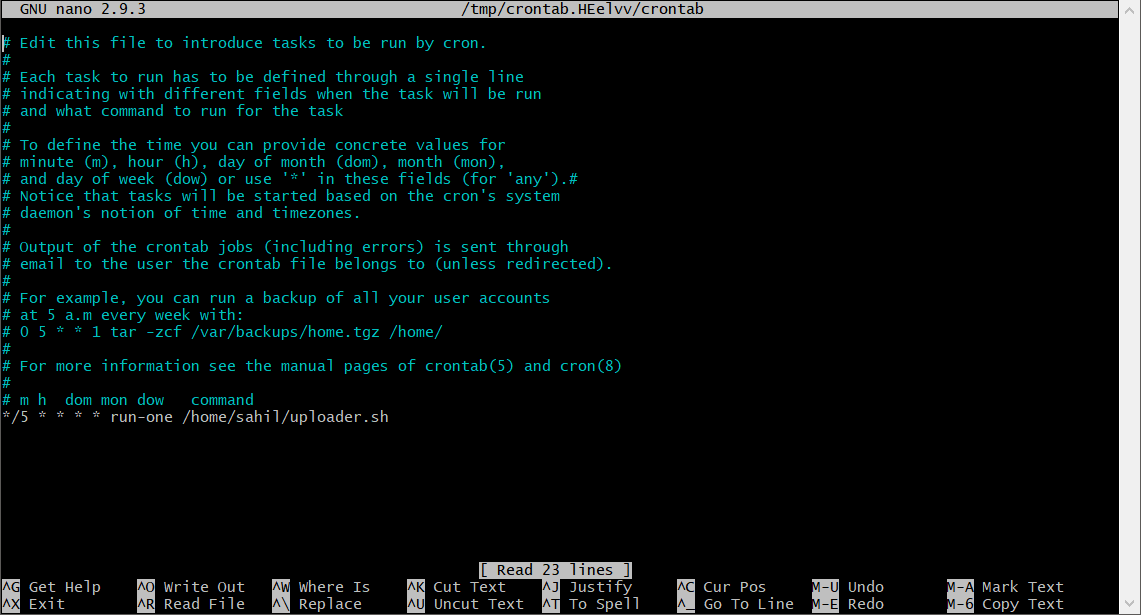 GNU nano 2.9.3 /tmp/crontab.HEelvv/crontab
# Edit this file to introduce tasks to be run by cron.
#
# Each task to run has to be defined through a single line
# indicating with different fields when the task will be run
# and what command to run for the task
#
# To define the time you can provide concrete values for
# minute (m), hour (h), day of month (dom), month (mon),
# and day of week (dow) or use '*' in these fields (for 'any').#
# Notice that tasks will be started based on the cron's system
# daemon's notion of time and timezones.
#
# Output of the crontab jobs (including errors) is sent through
# email to the user the crontab file belongs to (unless redirected).
#
# For example, you can run a backup of all your user accounts
# at 5 a.m every week with:
# 0 5 * * 1 tar -zcf /var/backups/home.tgz /home/
#
# For more information see the manual pages of crontab(5) and cron(8)
#
# m h  dom mon dow   command
*/5 * * * * run-one /home/sahil/uploader.sh
[ Read 23 lines ]
^G Get Help ^O Write Out ^W Where Is ^K Cut Text ^J Justify ^C Cur Pos M-U Undo M-A Mark Text
^X Exit ^R Read File ^\ Replace ^U Uncut Text ^T To Spell ^_ Go To Line M-E Redo M-6 Copy Text